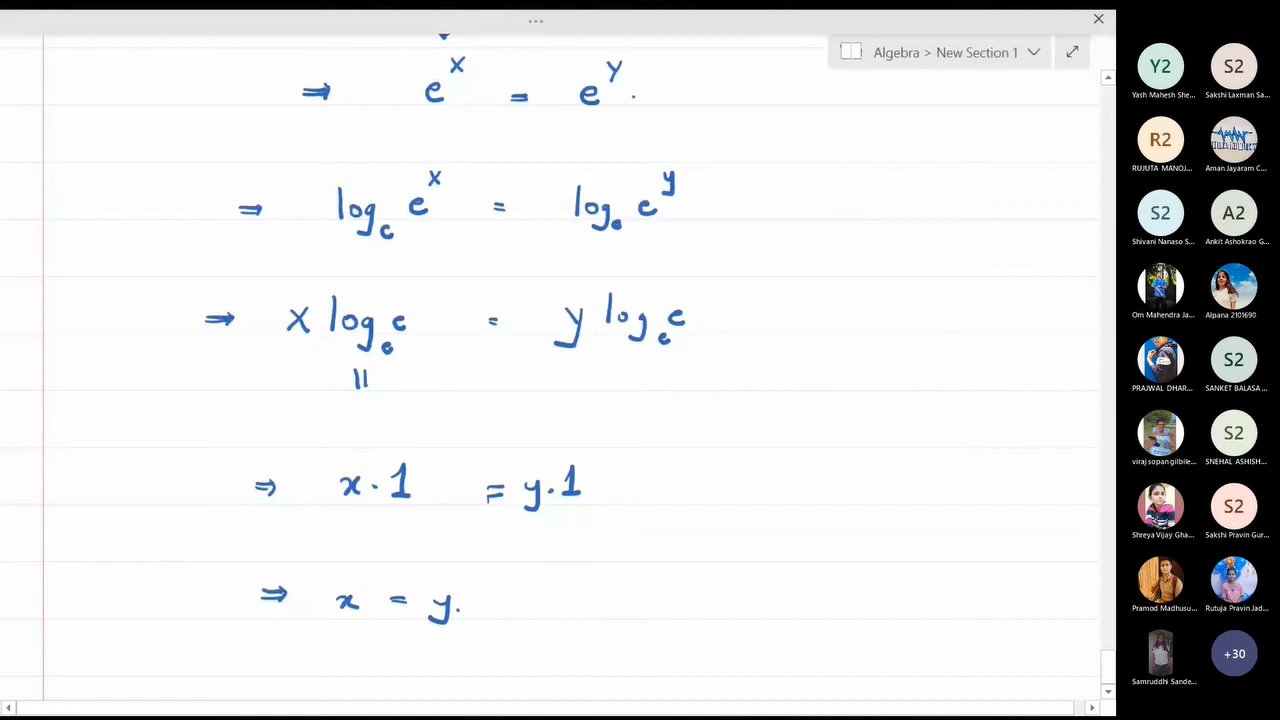 ...
Algebra > New Section 1
⇒ e^x = e^y.
⇒ log_e e^x = log_e e^y
⇒ x log_e e = y log_e e
||
⇒ x · 1 = y · 1
⇒ x = y.
Y2
S2
Yash Mahesh She...
Sakshi Laxman Sa...
R2
RUJUTA MANOJ...
Aman Jayaram C...
S2
A2
Shivani Nanaso S...
Ankit Ashokrao G...
Om Mahendra Ja...
Alpana 2101690
S2
PRAJWAL DHAR...
SANKET BALASA...
S2
viraj sopan gilbile...
SNEHAL ASHISH...
S2
Shreya Vijay Gha...
Sakshi Pravin Gur...
Pramod Madhusu...
Rutuja Pravin Jad...
+30
Samruddhi Sande...